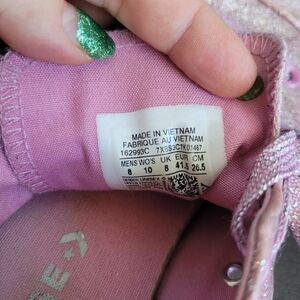 MADE IN VIETNAM
FABRIQUE AU VIETNAM
162993C
MENS WO'S UK EUR CM
8 10 8 41.5 26.5